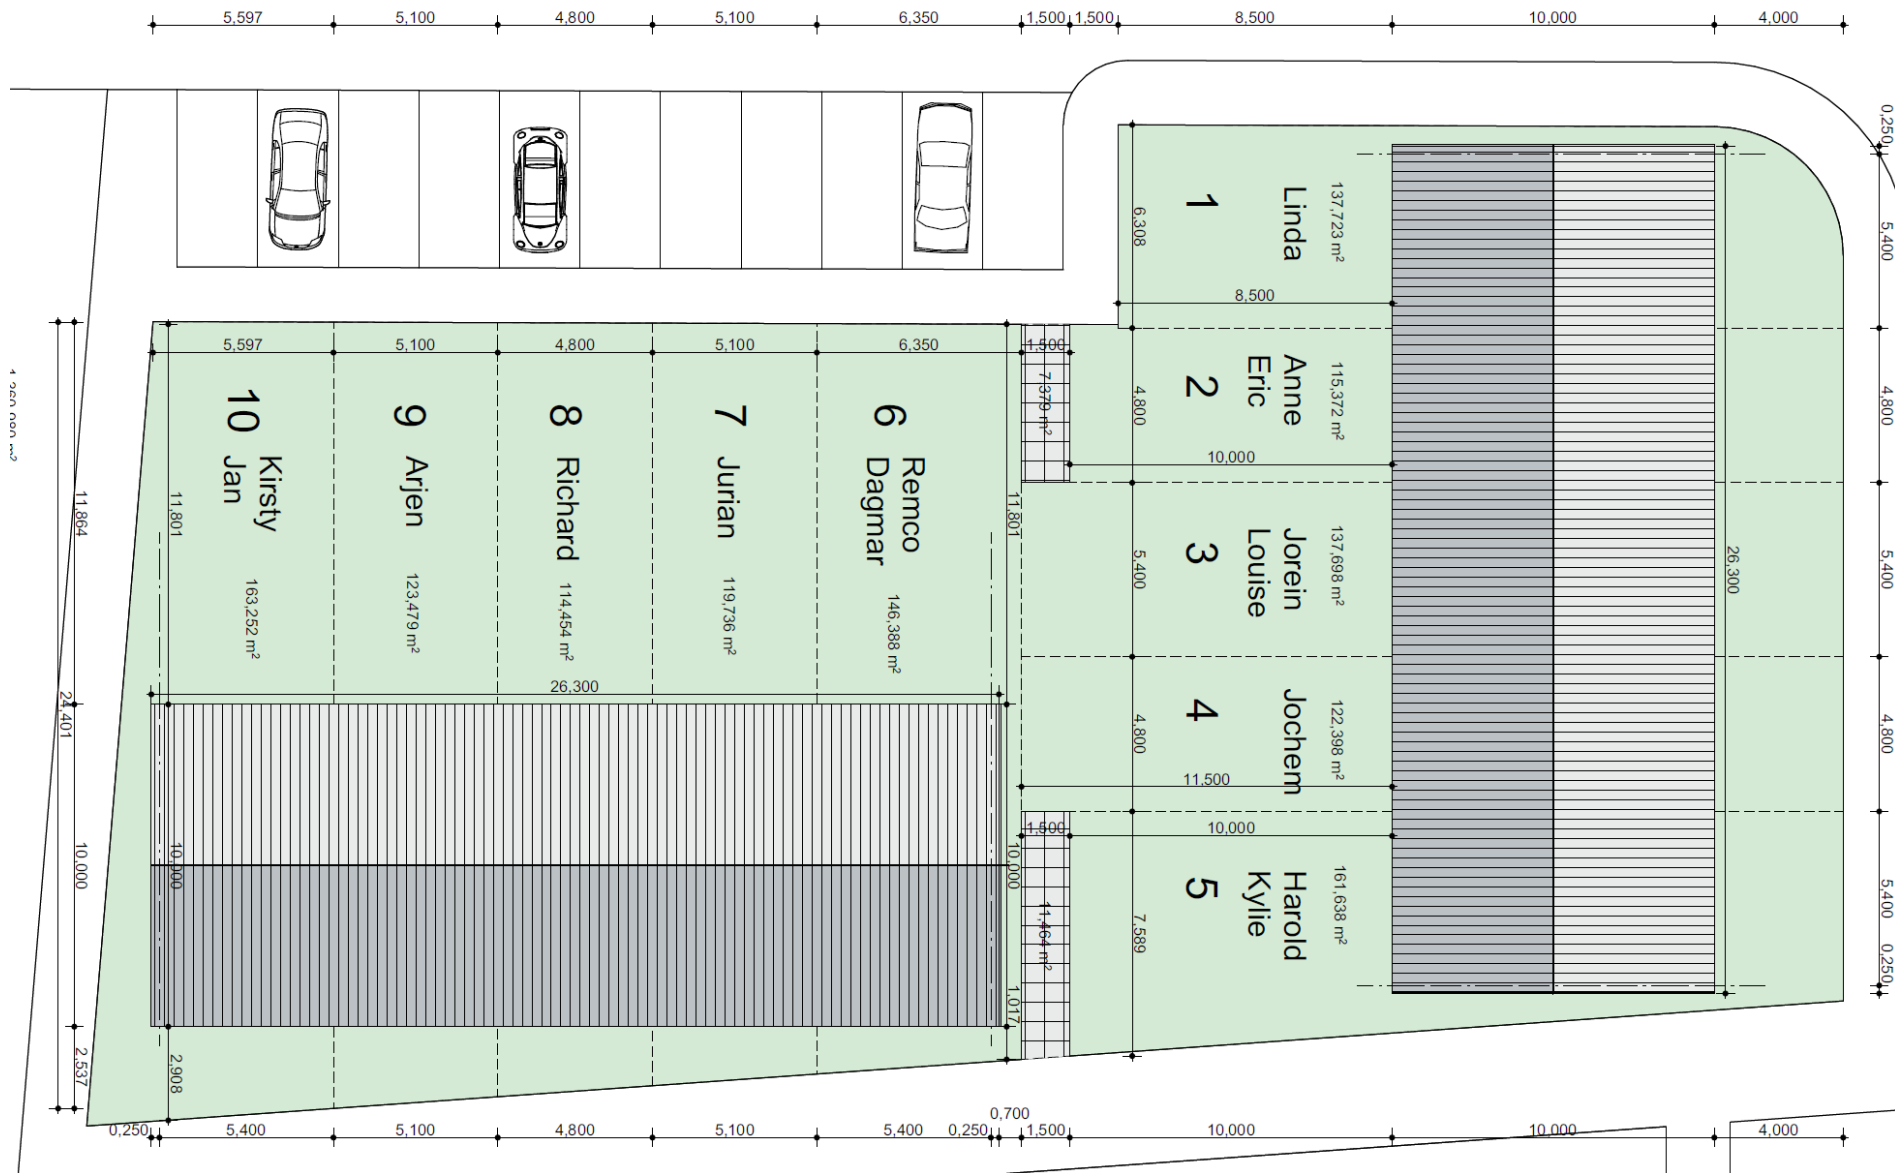 5,597
5,100
4,800
5,100
6,350
1,500
1,500
8,500
10,000
4,000
0,250
5,400
4,800
5,400
4,800
5,400
0,250
1
Linda
137,723 m²
6,308
8,500
2
Anne
Eric
115,372 m²
4,800
10,000
3
Jorein
Louise
137,698 m²
5,400
26,300
4
Jochem
122,398 m²
4,800
11,500
5
Harold
Kylie
161,638 m²
7,589
10,000
5,597
5,100
4,800
5,100
6,350
1,500
7,379 m²
10
Kirsty
Jan
163,252 m²
9
Arjen
123,479 m²
8
Richard
114,454 m²
7
Jurian
119,736 m²
6
Remco
Dagmar
146,388 m²
11,801
11,801
11,864
24,401
26,300
10,000
10,000
10,000
1,500
11,464 m²
1,017
2,537
2,908
0,250
5,400
5,100
4,800
5,100
5,400
0,250
0,700
1,500
10,000
10,000
4,000